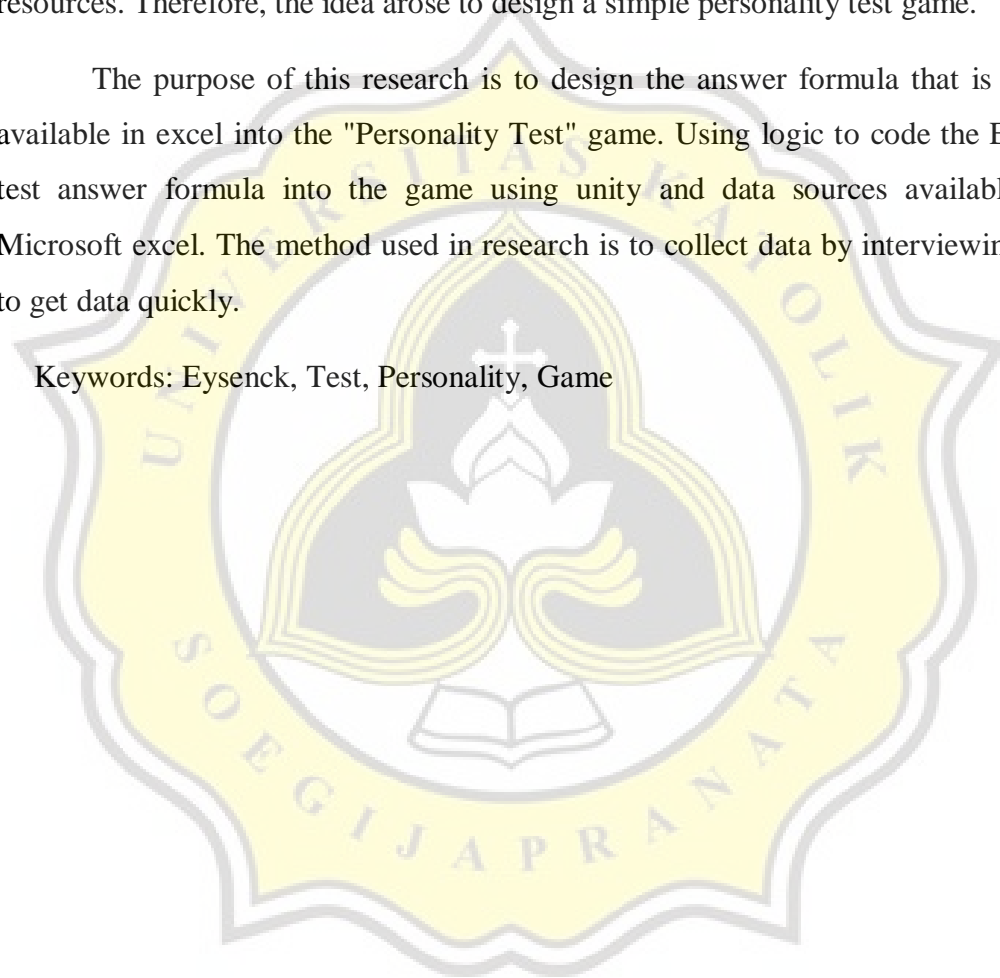 resources. Therefore, the idea arose to design a simple personality test game.
The purpose of this research is to design the answer formula that is
available in excel into the "Personality Test" game. Using logic to code the E
test answer formula into the game using unity and data sources availabl
Microsoft excel. The method used in research is to collect data by interviewin
to get data quickly.
Keywords: Eysenck, Test, Personality, Game
UNIVERSITAS KATOLIK
SOEGIJAPRANATA